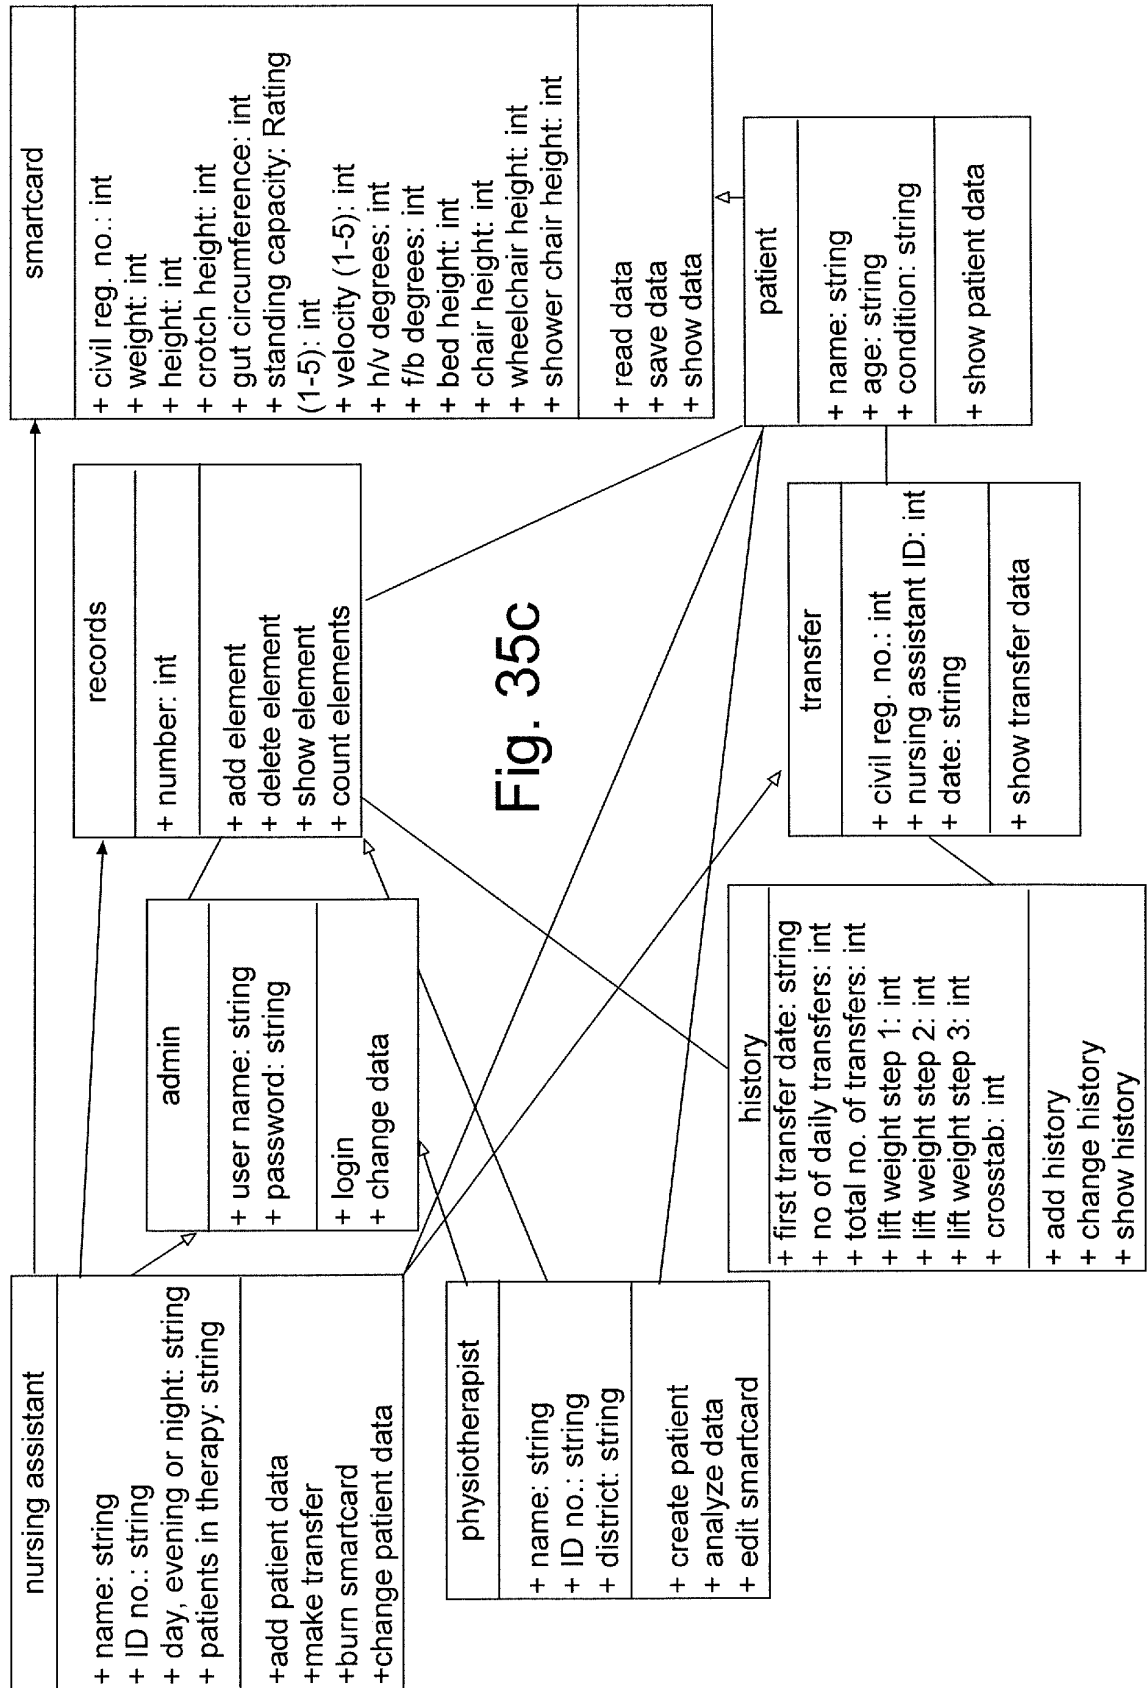 nursing assistant
+ name: string
+ ID no.: string
+ day, evening or night: string
+ patients in therapy: string
+add patient data
+make transfer
+burn smartcard
+change patient data
admin
+ user name: string
+ password: string
+ login
+ change data
records
+ number: int
+ add element
+ delete element
+ show element
+ count elements
smartcard
+ civil reg. no.: int
+ weight: int
+ height: int
+ crotch height: int
+ gut circumference: int
+ standing capacity: Rating
(1-5): int
+ velocity (1-5): int
+ h/v degrees: int
+ f/b degrees: int
+ bed height: int
+ chair height: int
+ wheelchair height: int
+ shower chair height: int
+ read data
+ save data
+ show data
physiotherapist
+ name: string
+ ID no.: string
+ district: string
+ create patient
+ analyze data
+ edit smartcard
Fig. 35c
history
+ first transfer date: string
+ no of daily transfers: int
+ total no. of transfers: int
+ lift weight step 1: int
+ lift weight step 2: int
+ lift weight step 3: int
+ crosstab: int
+ add history
+ change history
+ show history
transfer
+ civil reg. no.: int
+ nursing assistant ID: int
+ date: string
+ show transfer data
patient
+ name: string
+ age: string
+ condition: string
+ show patient data